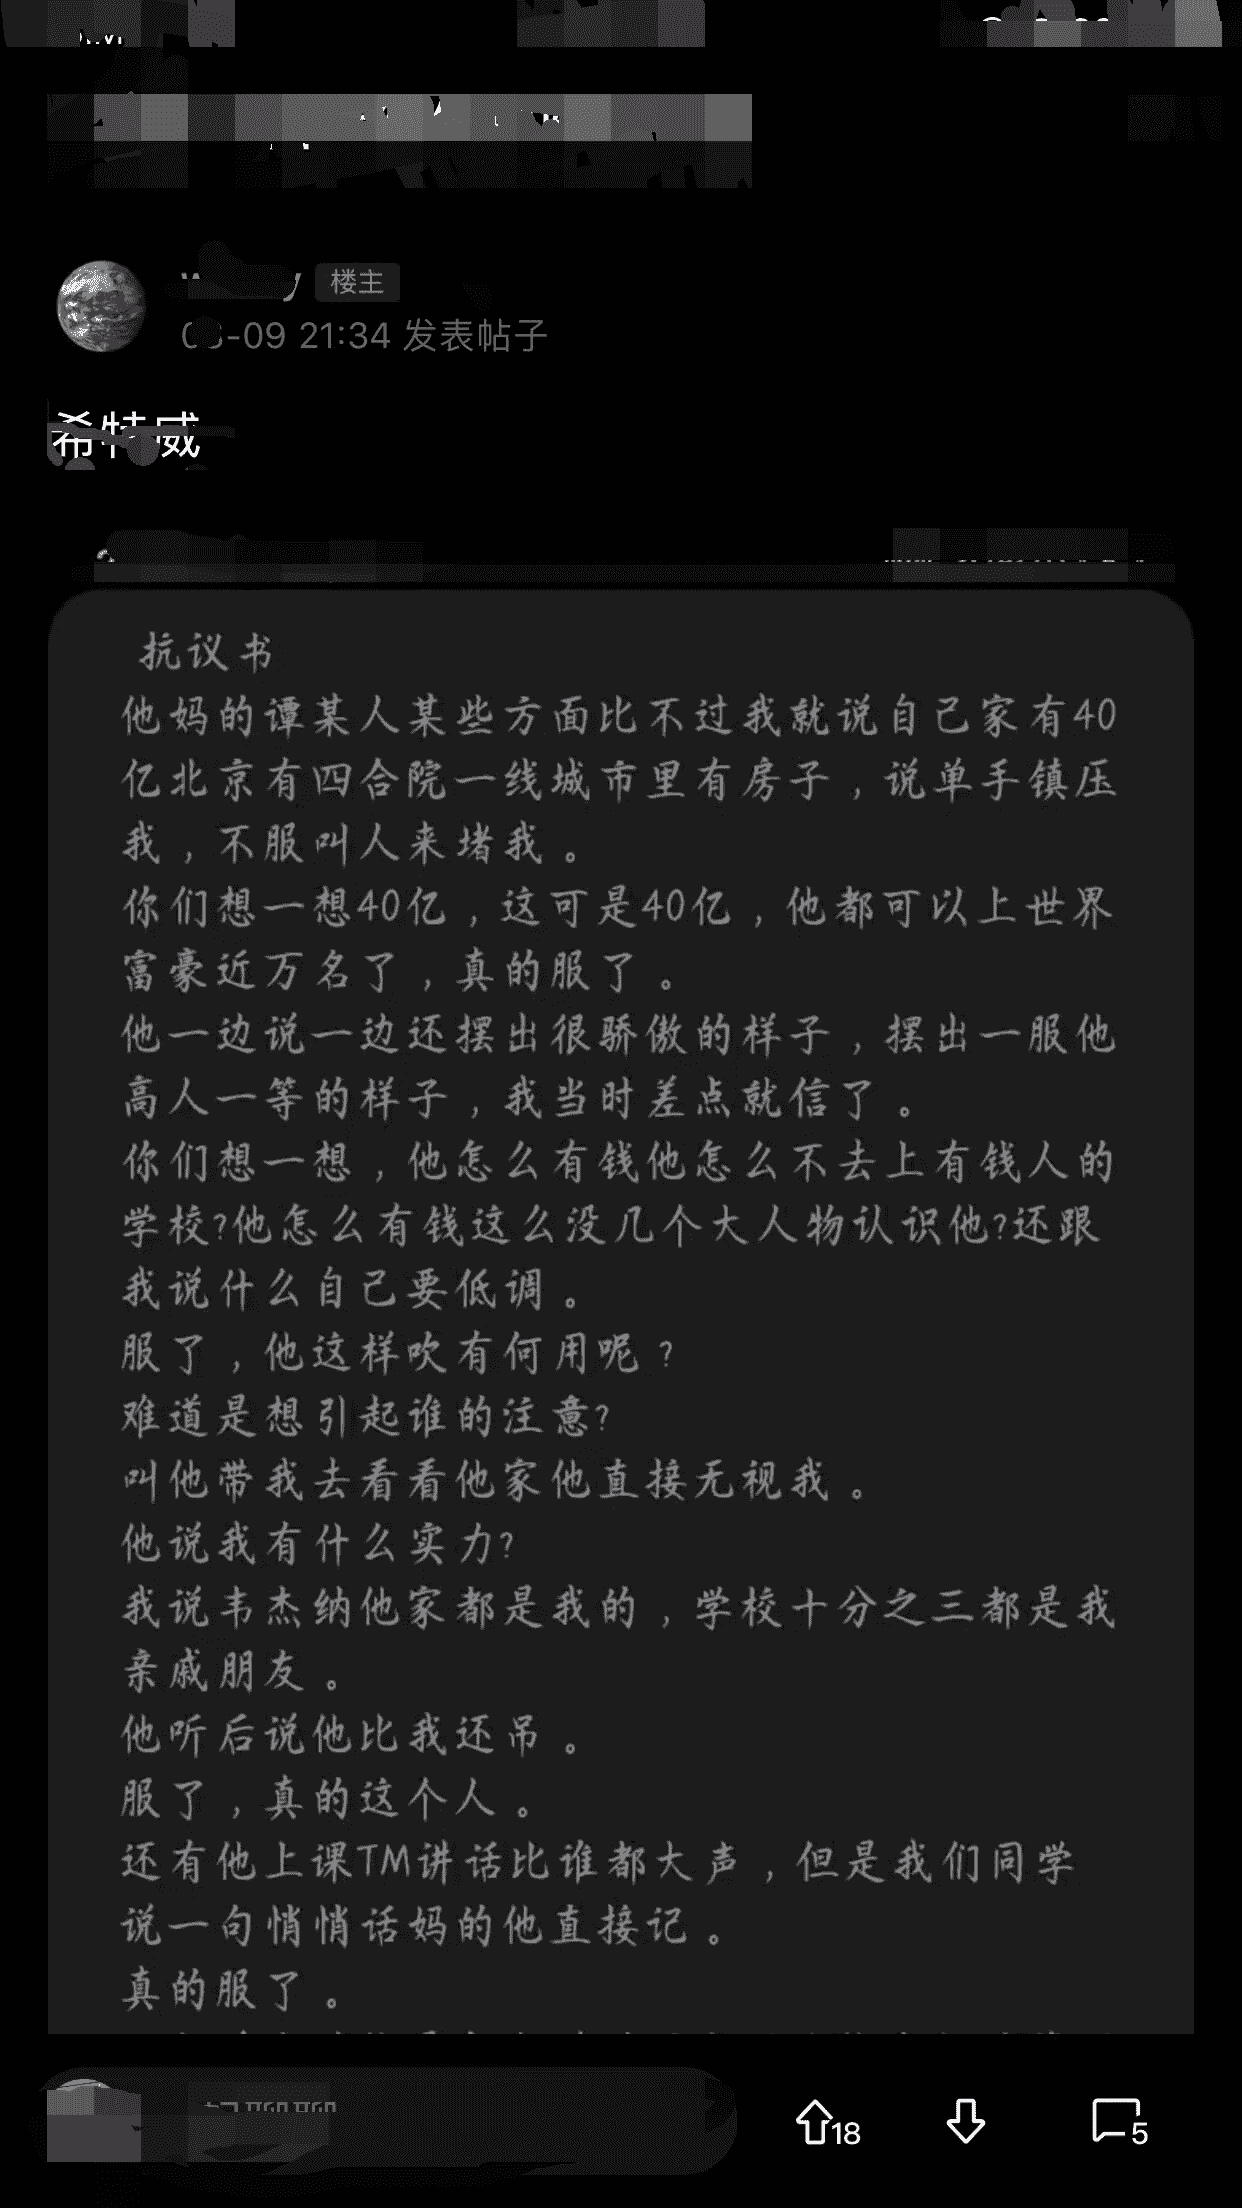 楼主
-09 21:34 发表帖子
希特威
抗议书
他妈的谭某人某些方面比不过我就说自己家有40
亿北京有四合院一线城市里有房子，说单手镇压
我，不服叫人来堵我。
你们想一想40亿，这可是40亿，他都可以上世界
富豪近万名了，真的服了。
他一边说一边还摆出很骄傲的样子，摆出一服他
高人一等的样子，我当时差点就信了。
你们想一想，他怎么有钱他怎么不去上有钱人的
学校?他怎么有钱这么没几个大人物认识他?还跟
我说什么自己要低调。
服了，他这样吹有何用呢？
难道是想引起谁的注意?
叫他带我去看看他家他直接无视我。
他说我有什么实力?
我说韦杰纳他家都是我的，学校十分之三都是我
亲戚朋友。
他听后说他比我还吊。
服了，真的这个人。
还有他上课TM讲话比谁都大声，但是我们同学
说一句悄悄话妈的他直接记。
真的服了。
18
5